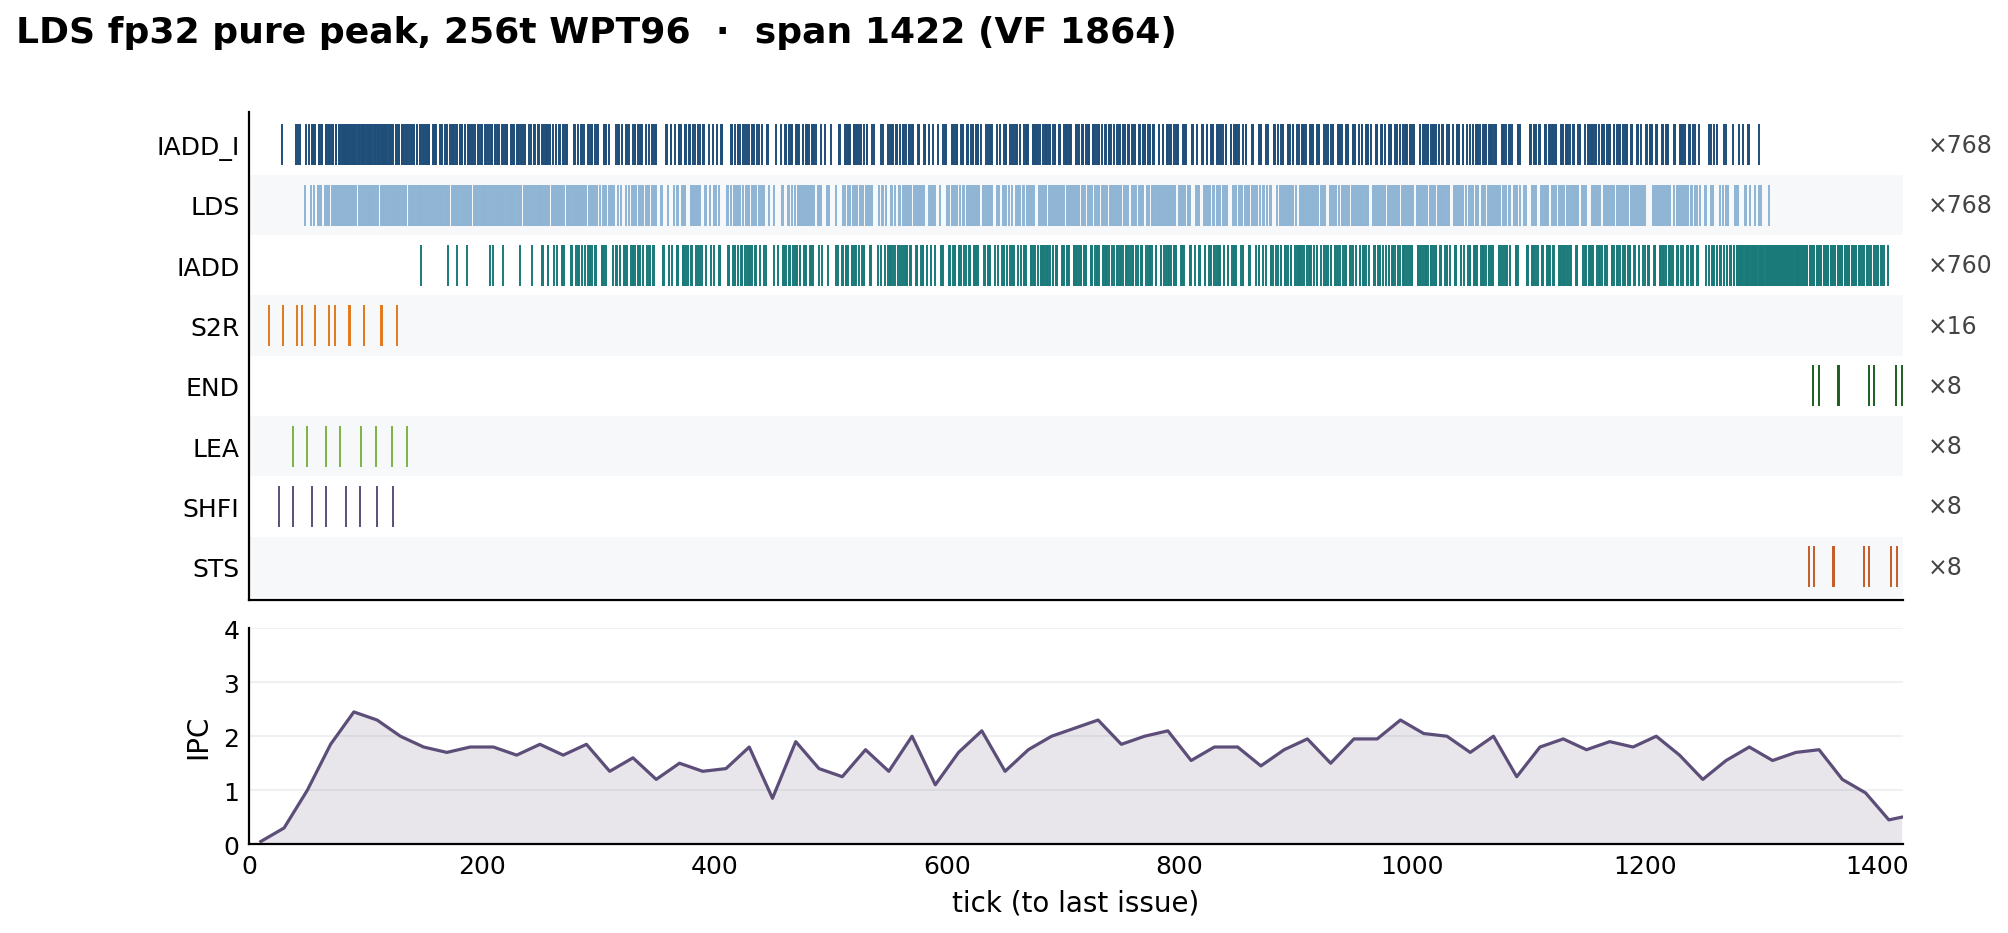 LDS fp32 pure peak, 256t WPT96 · span 1422 (VF 1864)
IADD_I ×768
LDS ×768
IADD ×760
S2R ×16
END ×8
LEA ×8
SHFI ×8
STS ×8
4
3
2
1
0
IPC
0 200 400 600 800 1000 1200 1400
tick (to last issue)